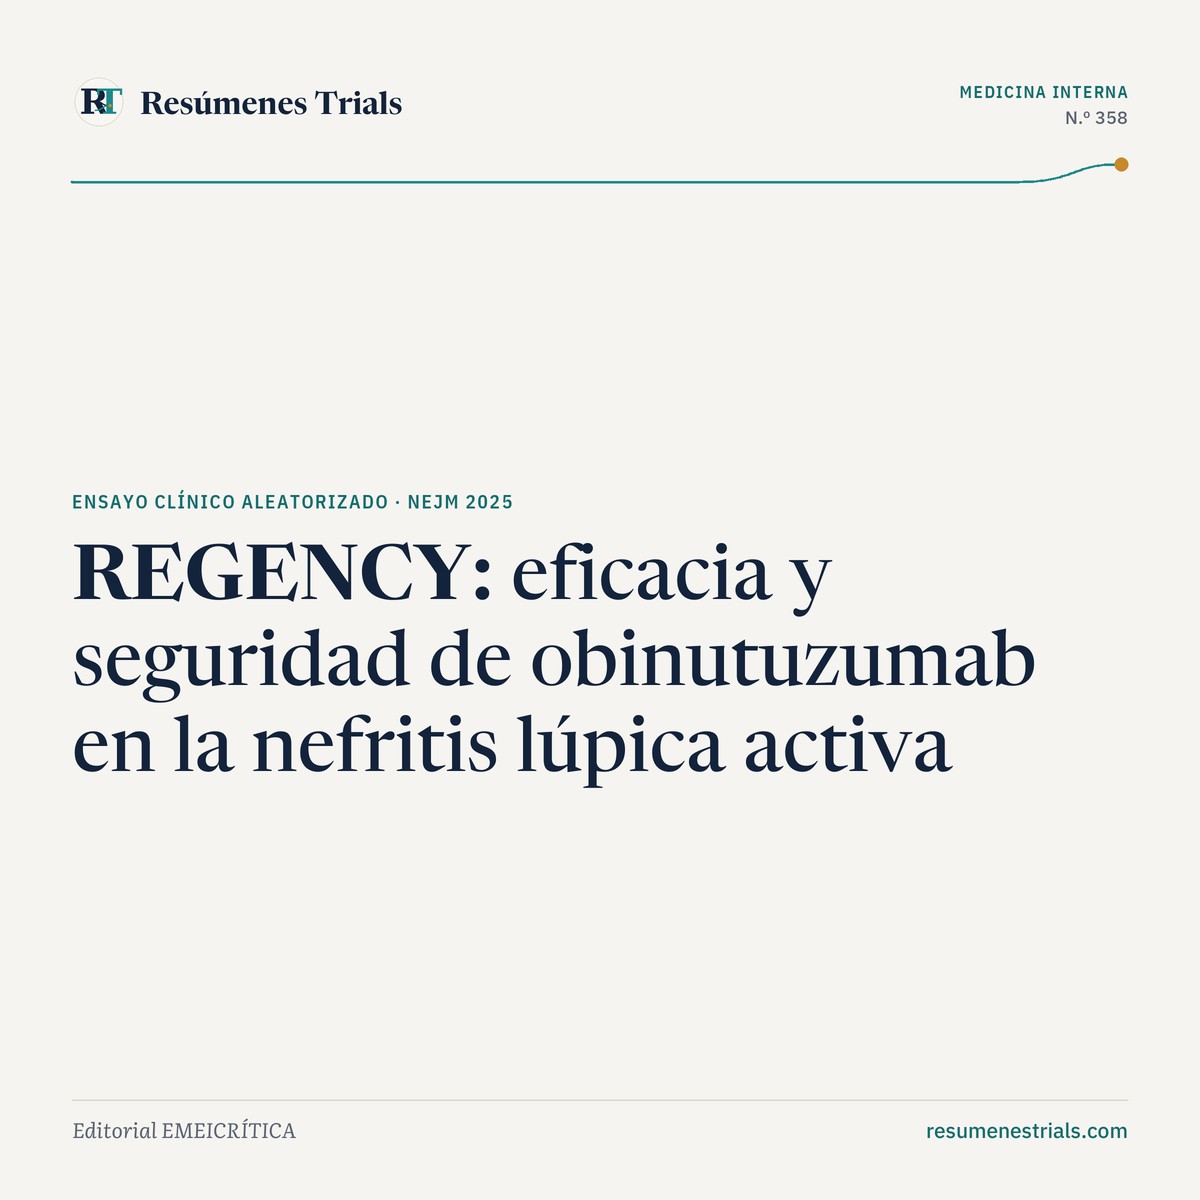 RT Resúmenes Trials
MEDICINA INTERNA
N.º 358
ENSAYO CLÍNICO ALEATORIZADO · NEJM 2025
REGENCY: eficacia y
seguridad de obinutuzumab
en la nefritis lúpica activa
Editorial EMEICRÍTICA
resumenestrials.com